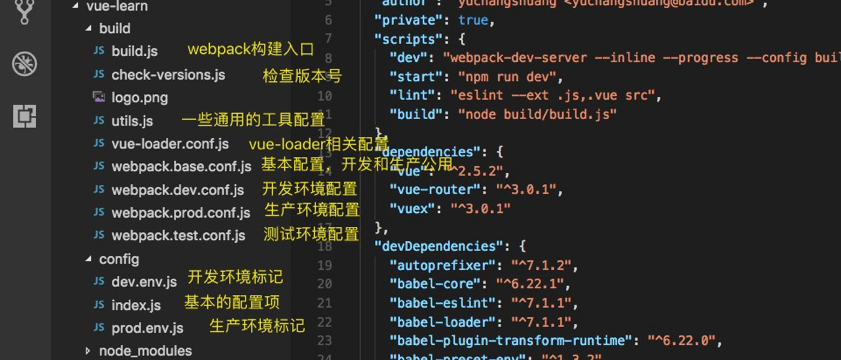 vue-learn
build
build.js webpack构建入口
check-versions.js 检查版本号
logo.png
utils.js 一些通用的工具配置
vue-loader.conf.js vue-loader相关配置
webpack.base.conf.js 基本配置，开发和生产公用
webpack.dev.conf.js 开发环境配置
webpack.prod.conf.js 生产环境配置
webpack.test.conf.js 测试环境配置
config
dev.env.js 开发环境标记
index.js 基本的配置项
prod.env.js 生产环境标记
node_modules
5 "author": "yuchangshuang <yuchangshuang@baidu.com>",
6 "private": true,
7 "scripts": {
8 "dev": "webpack-dev-server --inline --progress --config buil
9 "start": "npm run dev",
10 "lint": "eslint --ext .js,.vue src",
11 "build": "node build/build.js"
12 },
13 "dependencies": {
14 "vue": "^2.5.2",
15 "vue-router": "^3.0.1",
16 "vuex": "^3.0.1"
17 },
18 "devDependencies": {
19 "autoprefixer": "^7.1.2",
20 "babel-core": "^6.22.1",
21 "babel-eslint": "^7.1.1",
22 "babel-loader": "^7.1.1",
23 "babel-plugin-transform-runtime": "^6.22.0",
24 "babel-preset-env": "^1.3.2",